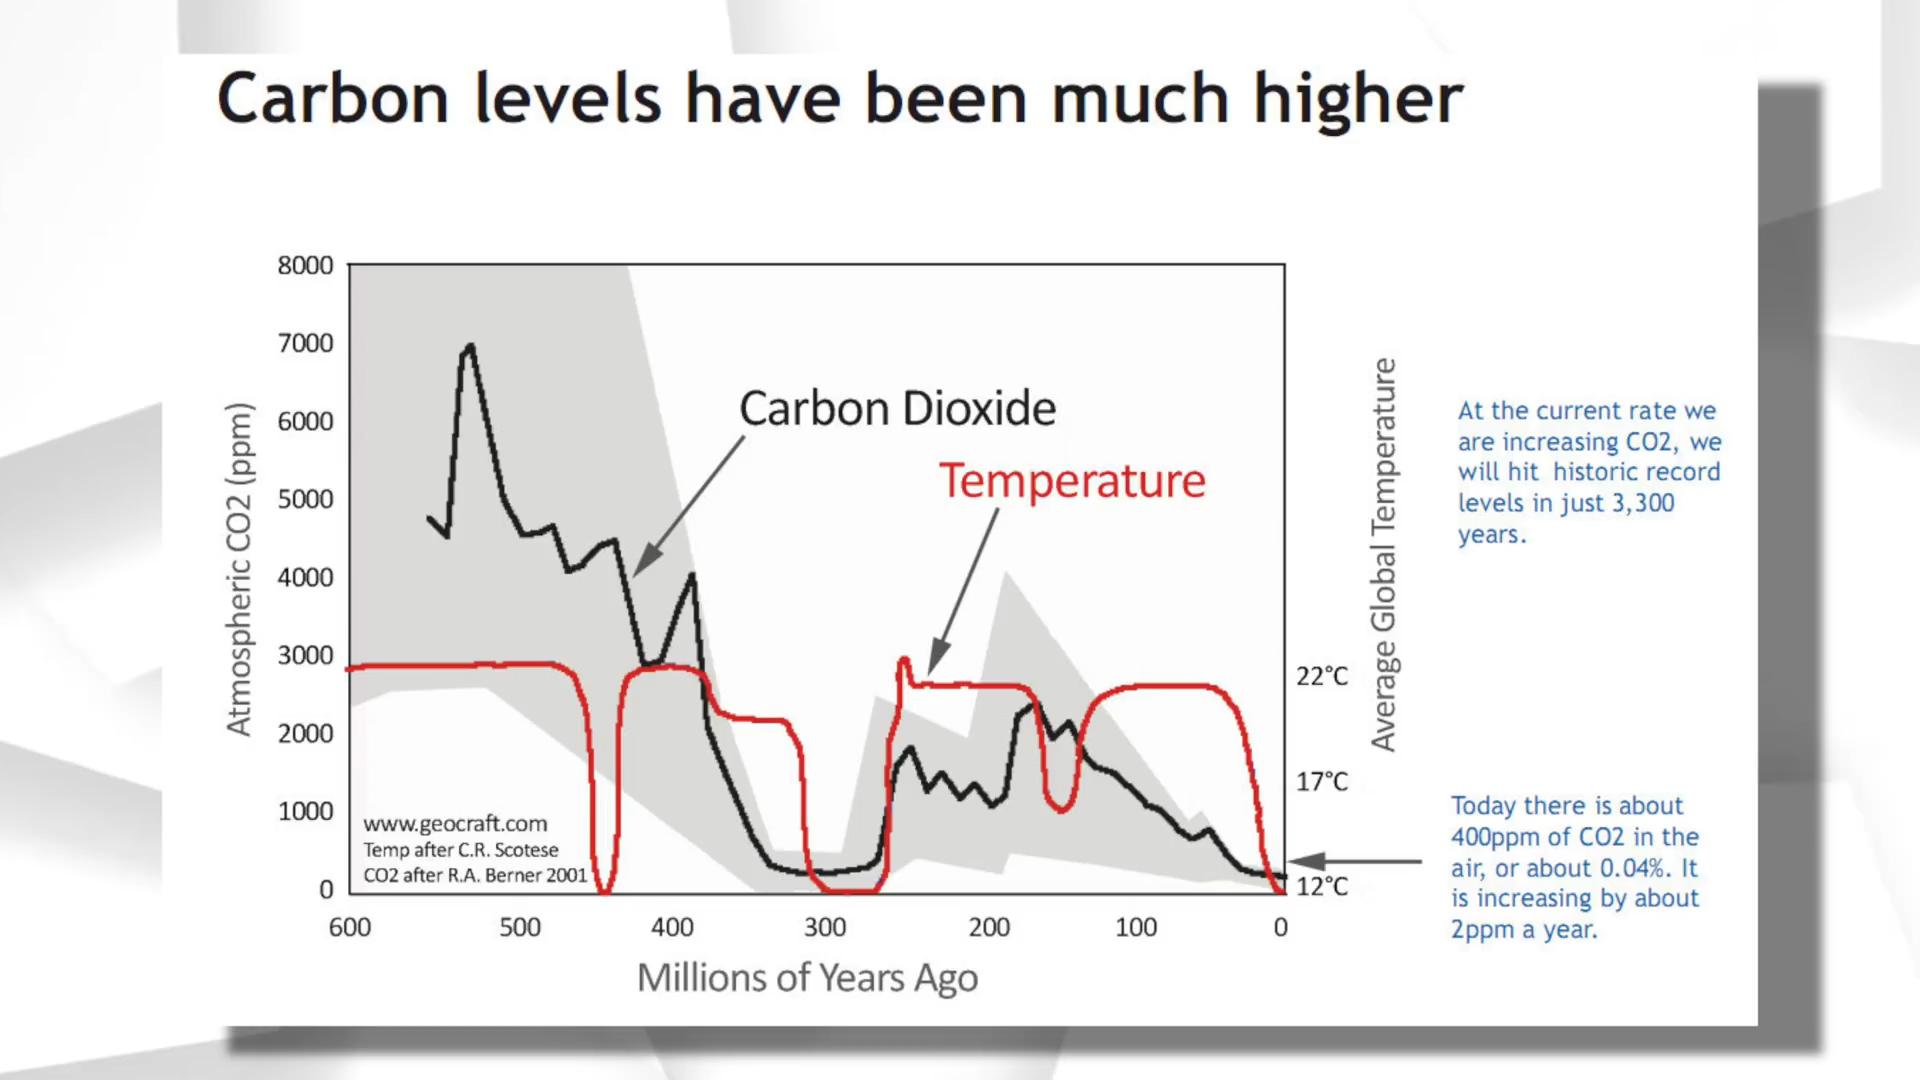 Carbon levels have been much higher
8000
7000
6000
5000
4000
3000
2000
1000
0
Atmospheric CO2 (ppm)
Carbon Dioxide
Temperature
www.geocraft.com
Temp after C.R. Scotese
CO2 after R.A. Berner 2001
600 500 400 300 200 100 0
Millions of Years Ago
22°C
17°C
12°C
Average Global Temperature
At the current rate we
are increasing CO2, we
will hit historic record
levels in just 3,300
years.
Today there is about
400ppm of CO2 in the
air, or about 0.04%. It
is increasing by about
2ppm a year.